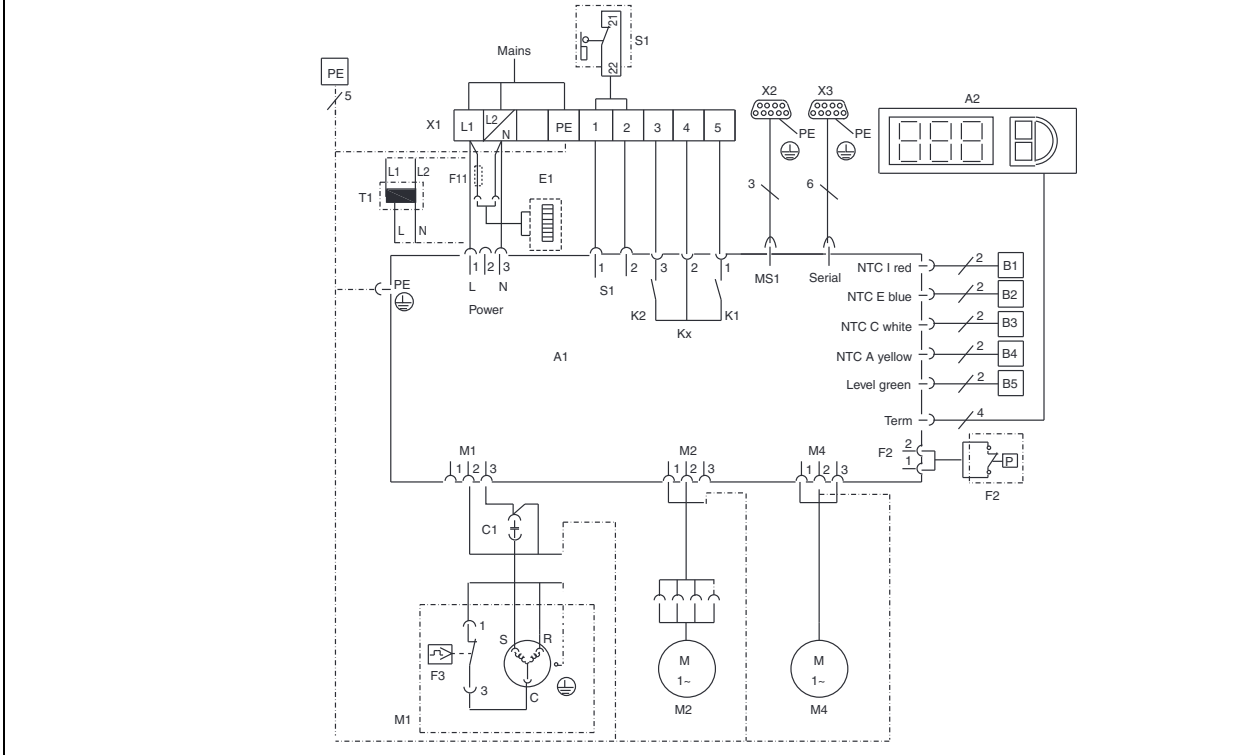 21
S1
22
Mains
PE
5
X2
X3
A2
X1
L1
L2
N
PE
1
2
3
4
5
PE
PE
L1
L2
F11
E1
3
6
T1
L
N
1
2
3
1
2
3
2
1
MS1
Serial
L
N
S1
Power
PE
K2
K1
Kx
A1
NTC I red
2
B1
NTC E blue
2
B2
NTC C white
2
B3
NTC A yellow
2
B4
Level green
2
B5
Term
4
F2
2
1
P
F2
M1
1
2
3
M2
1
2
3
M4
1
2
3
C1
1
S
R
F3
3
C
M1
M
1~
M2
M
1~
M4